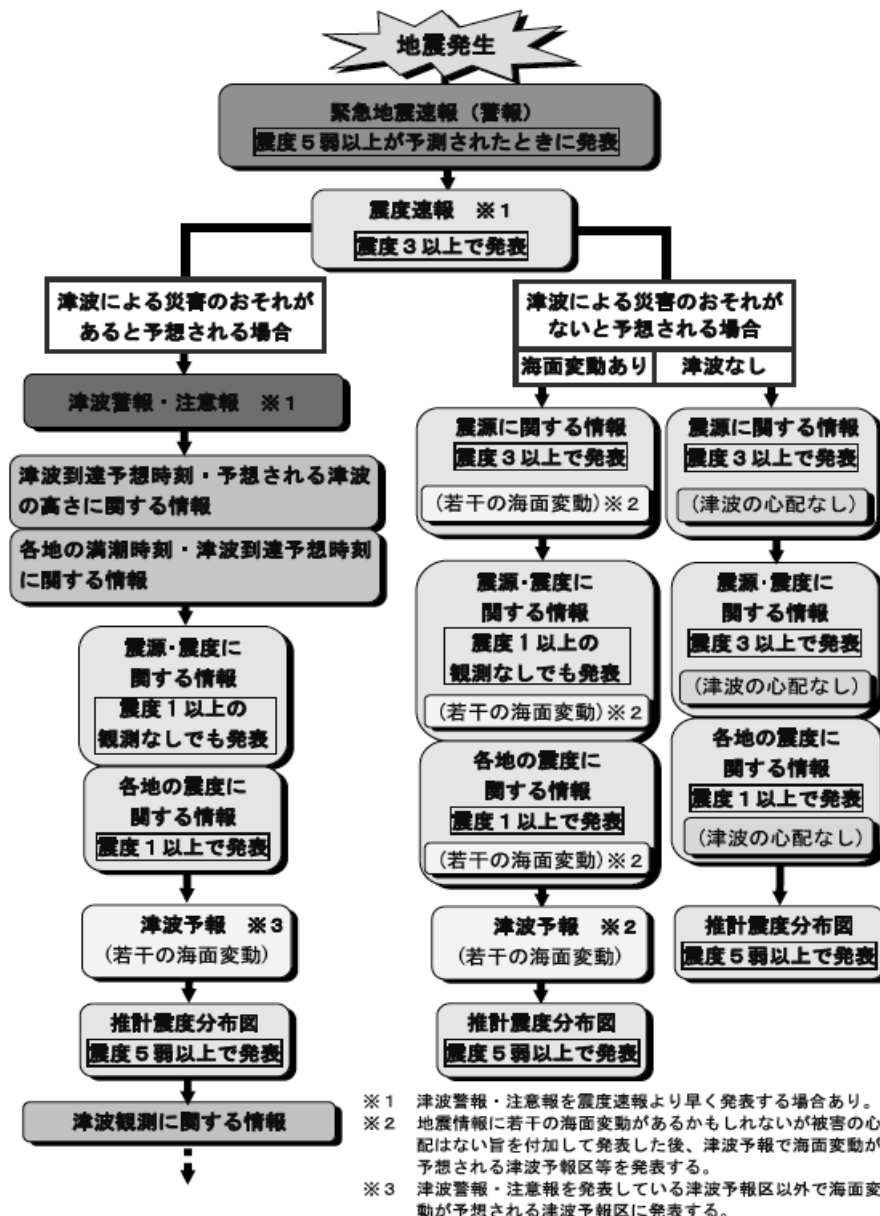 地震発生
緊急地震速報（警報）
震度５弱以上が予測されたときに発表
震度速報　※１
震度３以上で発表
津波による災害のおそれが
あると予想される場合
津波警報・注意報　※１
津波到達予想時刻・予想される津波
の高さに関する情報
各地の満潮時刻・津波到達予想時刻
に関する情報
震源・震度に
関する情報
震度１以上の
観測なしでも発表
各地の震度に
関する情報
震度１以上で発表
津波予報　※３
(若干の海面変動)
推計震度分布図
震度５弱以上で発表
津波観測に関する情報
津波による災害のおそれが
ないと予想される場合
海面変動あり
津波なし
震源に関する情報
震度３以上で発表
(若干の海面変動)※２
震源・震度に
関する情報
震度１以上の
観測なしでも発表
(若干の海面変動)※２
各地の震度に
関する情報
震度１以上で発表
(若干の海面変動)※２
津波予報　※２
(若干の海面変動)
推計震度分布図
震度５弱以上で発表
震源に関する情報
震度３以上で発表
(津波の心配なし)
震源・震度に
関する情報
震度３以上で発表
(津波の心配なし)
各地の震度に
関する情報
震度１以上で発表
(津波の心配なし)
推計震度分布図
震度５弱以上で発表
※１　津波警報・注意報を震度速報より早く発表する場合あり。
※２　地震情報に若干の海面変動があるかもしれないが被害の心
配はない旨を付加して発表した後、津波予報で海面変動が
予想される津波予報区等を発表する。
※３　津波警報・注意報を発表している津波予報区以外で海面変
動が予想される津波予報区に発表する。